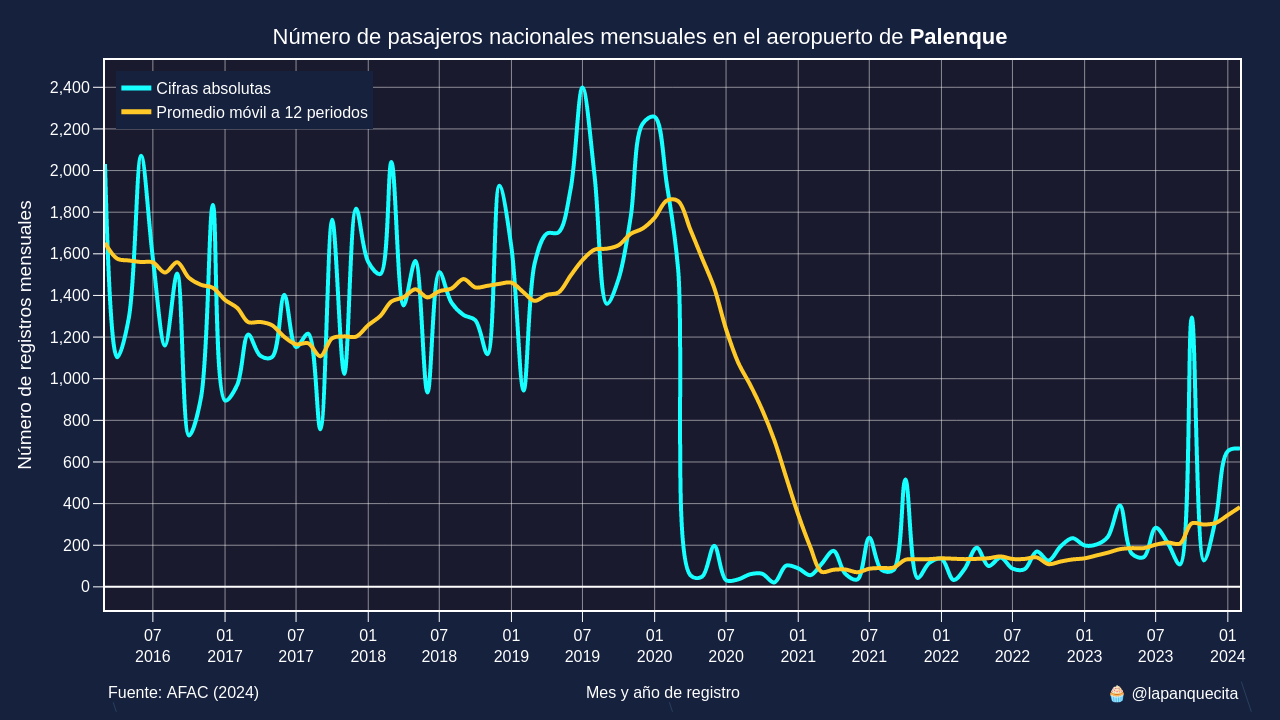 Número de pasajeros nacionales mensuales en el aeropuerto de Palenque
Cifras absolutas
Promedio móvil a 12 periodos
Número de registros mensuales
2,400
2,200
2,000
1,800
1,600
1,400
1,200
1,000
800
600
400
200
0
07 01 07 01 07 01 07 01 07 01 07 01 07 01 07 01
2016 2017 2017 2018 2018 2019 2019 2020 2020 2021 2021 2022 2022 2023 2023 2024
Fuente: AFAC (2024)
Mes y año de registro
🧁 @lapanquecita